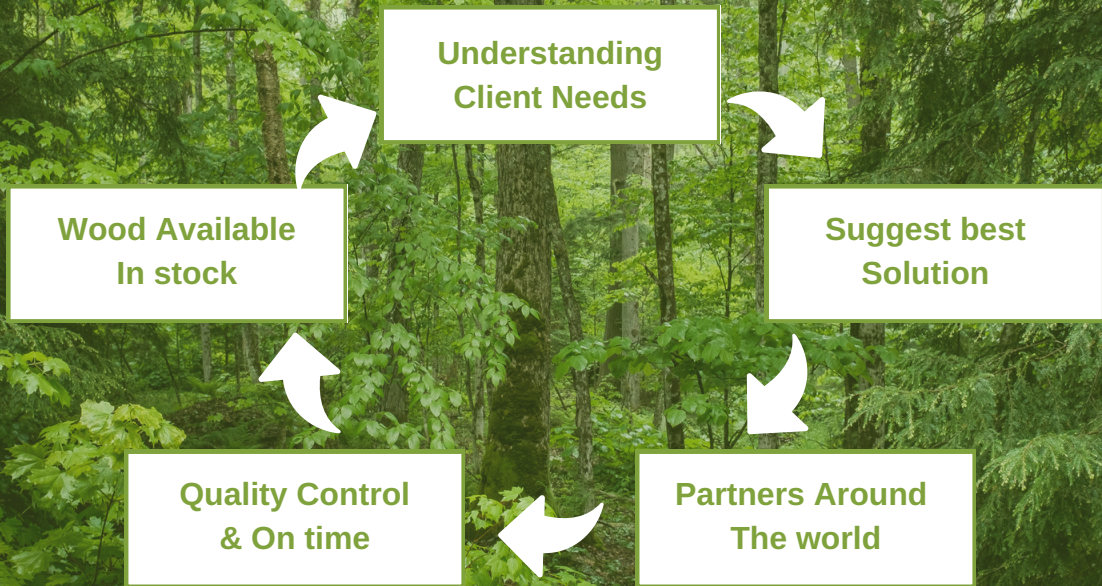 Understanding
Client Needs
Suggest best
Solution
Partners Around
The world
Quality Control
& On time
Wood Available
In stock